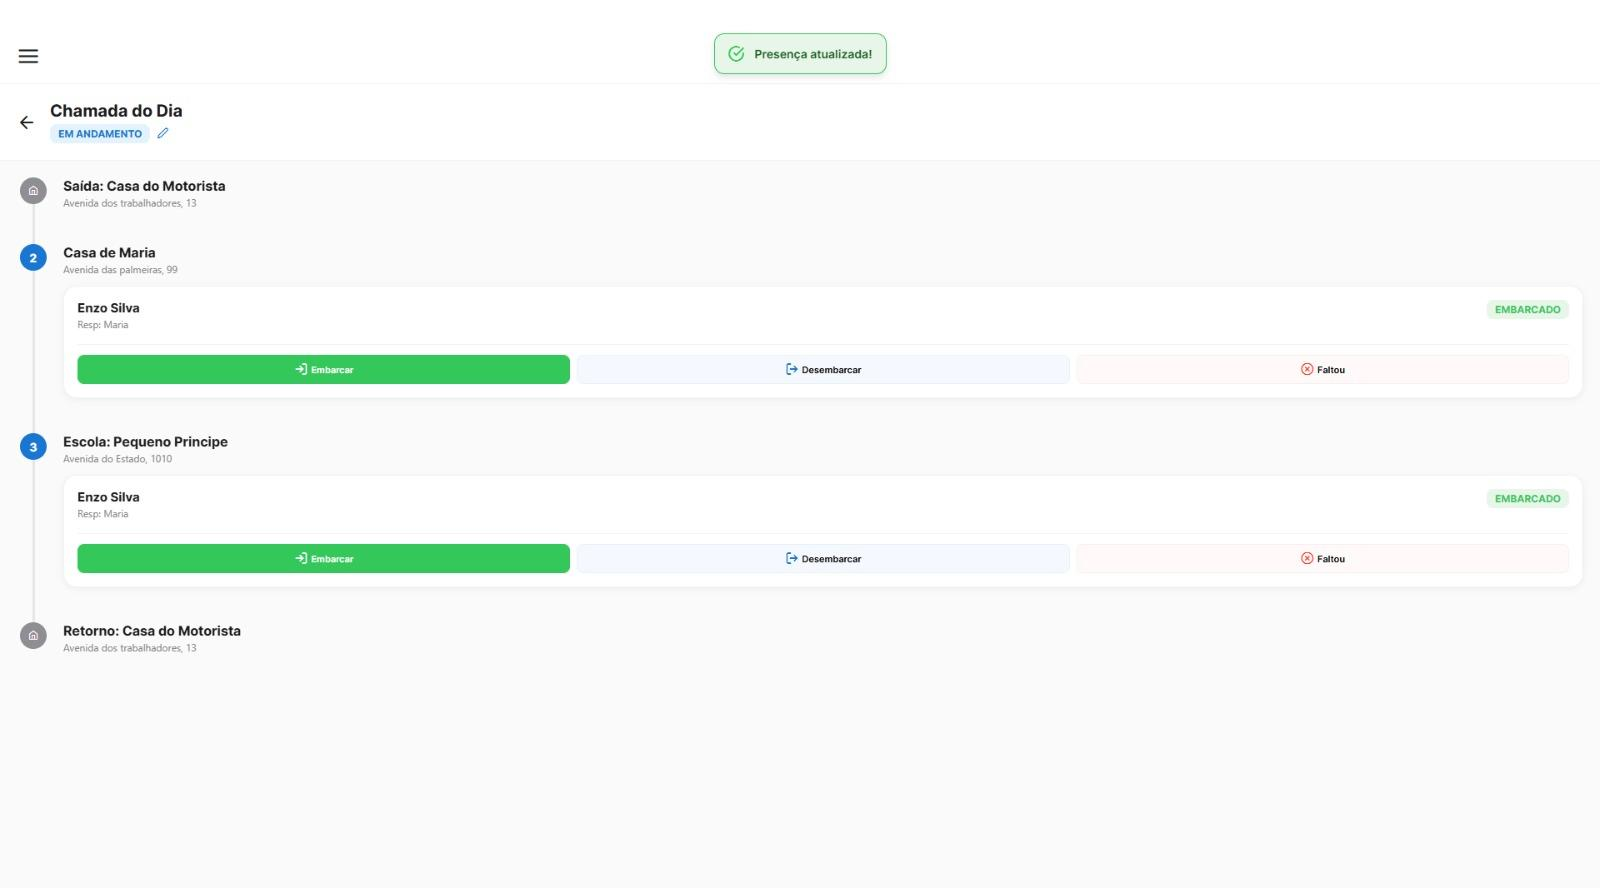 Presença atualizada!
Chamada do Dia
EM ANDAMENTO
Saída: Casa do Motorista
Avenida dos trabalhadores, 13
2
Casa de Maria
Avenida das palmeiras, 99
Enzo Silva
EMBARCADO
Resp: Maria
Embarcar
Desembarcar
Faltou
3
Escola: Pequeno Principe
Avenida do Estado, 1010
Enzo Silva
EMBARCADO
Resp: Maria
Embarcar
Desembarcar
Faltou
Retorno: Casa do Motorista
Avenida dos trabalhadores, 13